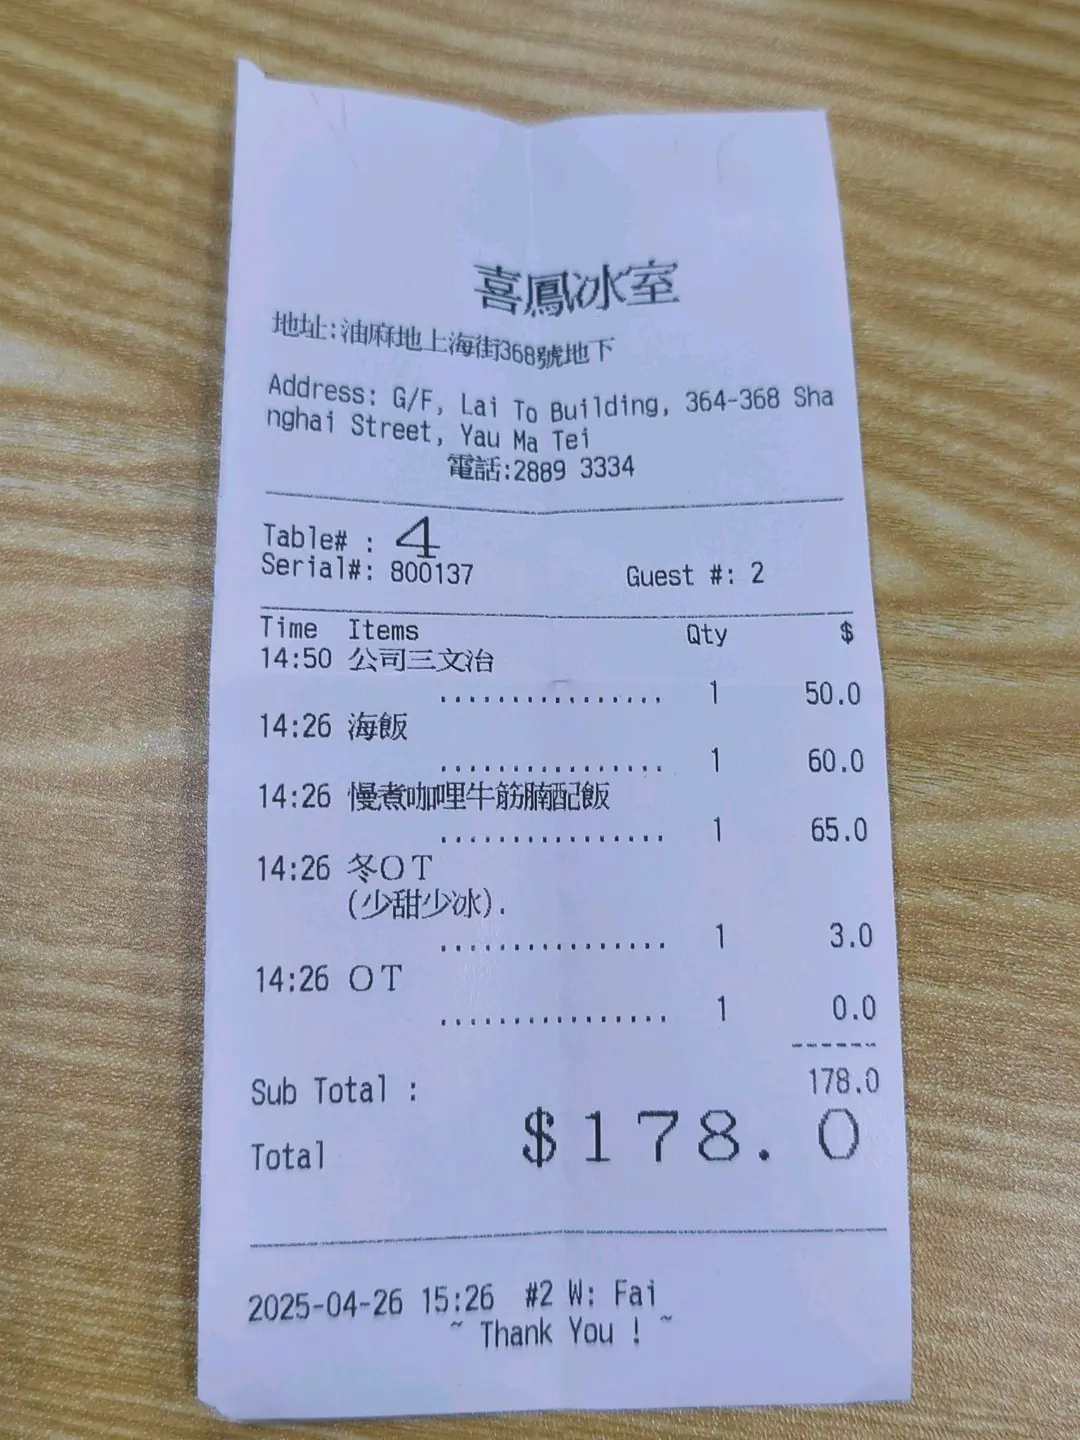 喜鳳冰室
地址:油麻地上海街368號地下
Address: G/F, Lai To Building, 364-368 Sha
nghai Street, Yau Ma Tei
電話:2889 3334
Table# : 4
Serial#: 800137 Guest #: 2
Time Items Qty $
14:50 公司三文治
................ 1 50.0
14:26 海飯
................ 1 60.0
14:26 慢煮咖哩牛筋腩配飯
................ 1 65.0
14:26 冬OT
(少甜少冰).
................ 1 3.0
14:26 OT
................ 1 0.0
------
Sub Total : 178.0
Total $178.0
2025-04-26 15:26 #2 W: Fai
~ Thank You ! ~